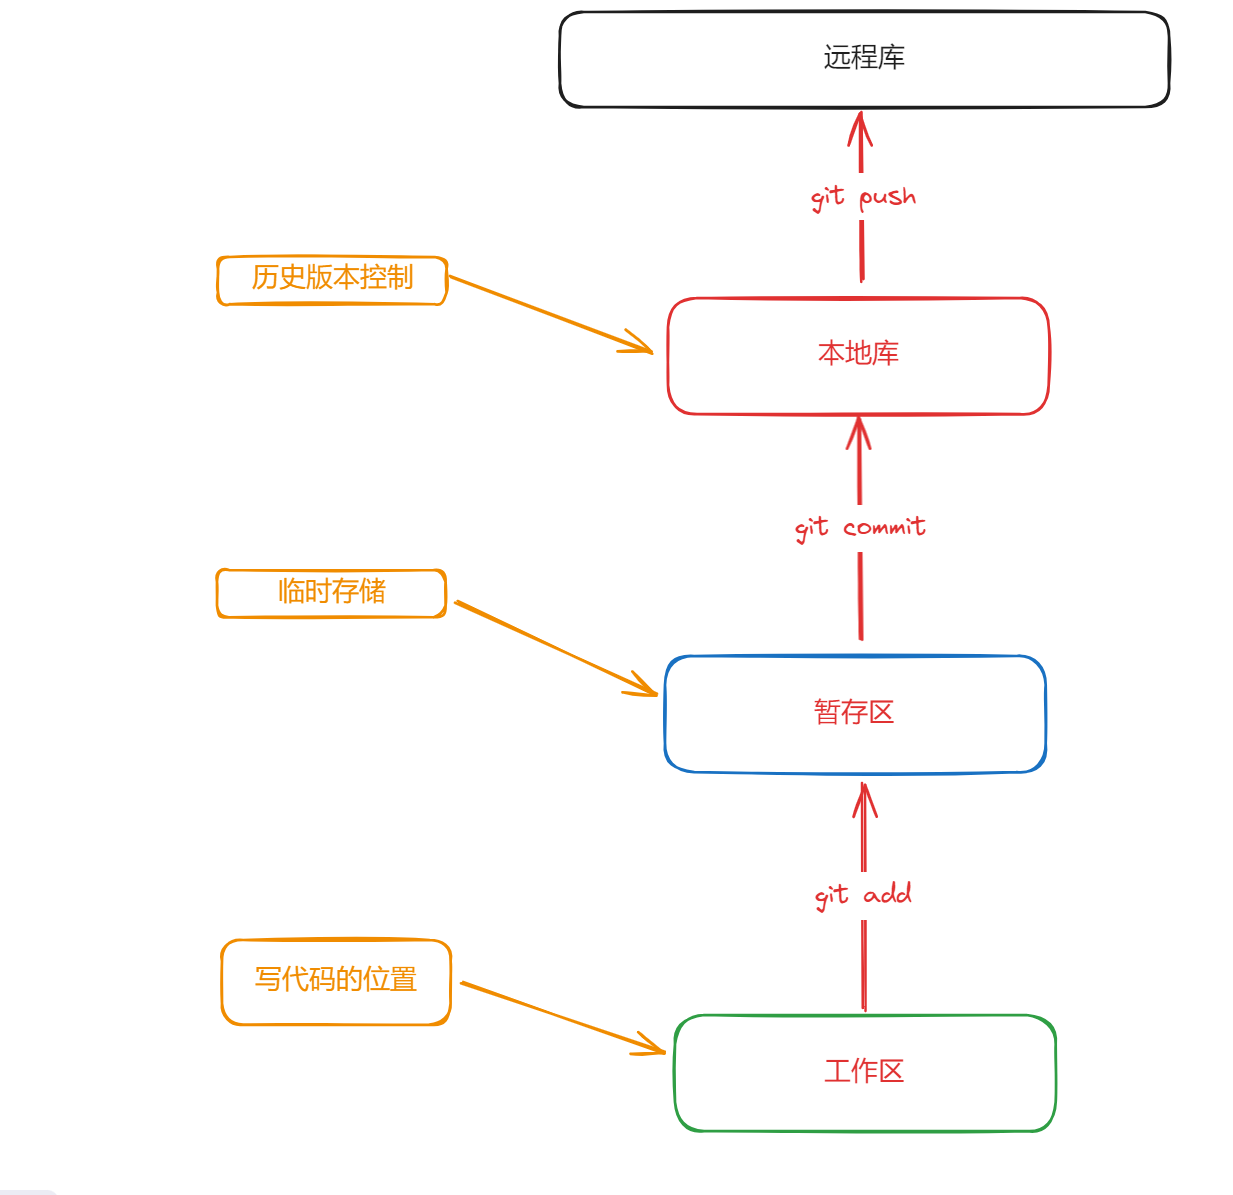 远程库
git push
历史版本控制
本地库
git commit
临时存储
暂存区
git add
写代码的位置
工作区